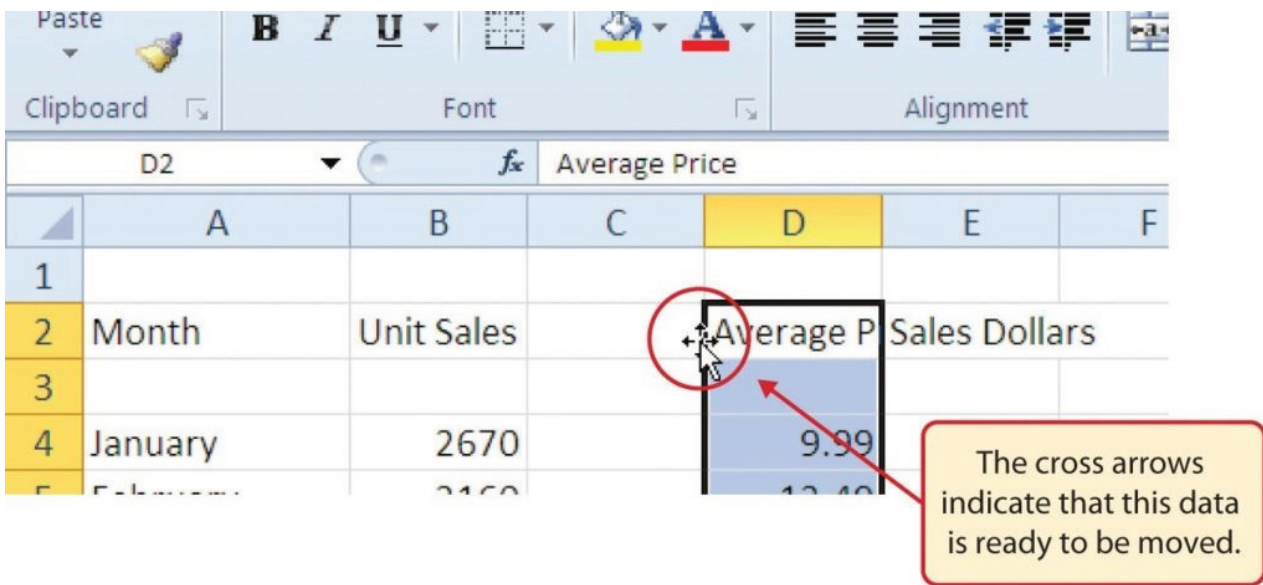 Paste
B I U A
Clipboard Font Alignment
D2 fx Average Price
A B C D E F
1
2 Month Unit Sales Average P Sales Dollars
3
4 January 2670 9.99
The cross arrows
indicate that this data
is ready to be moved.